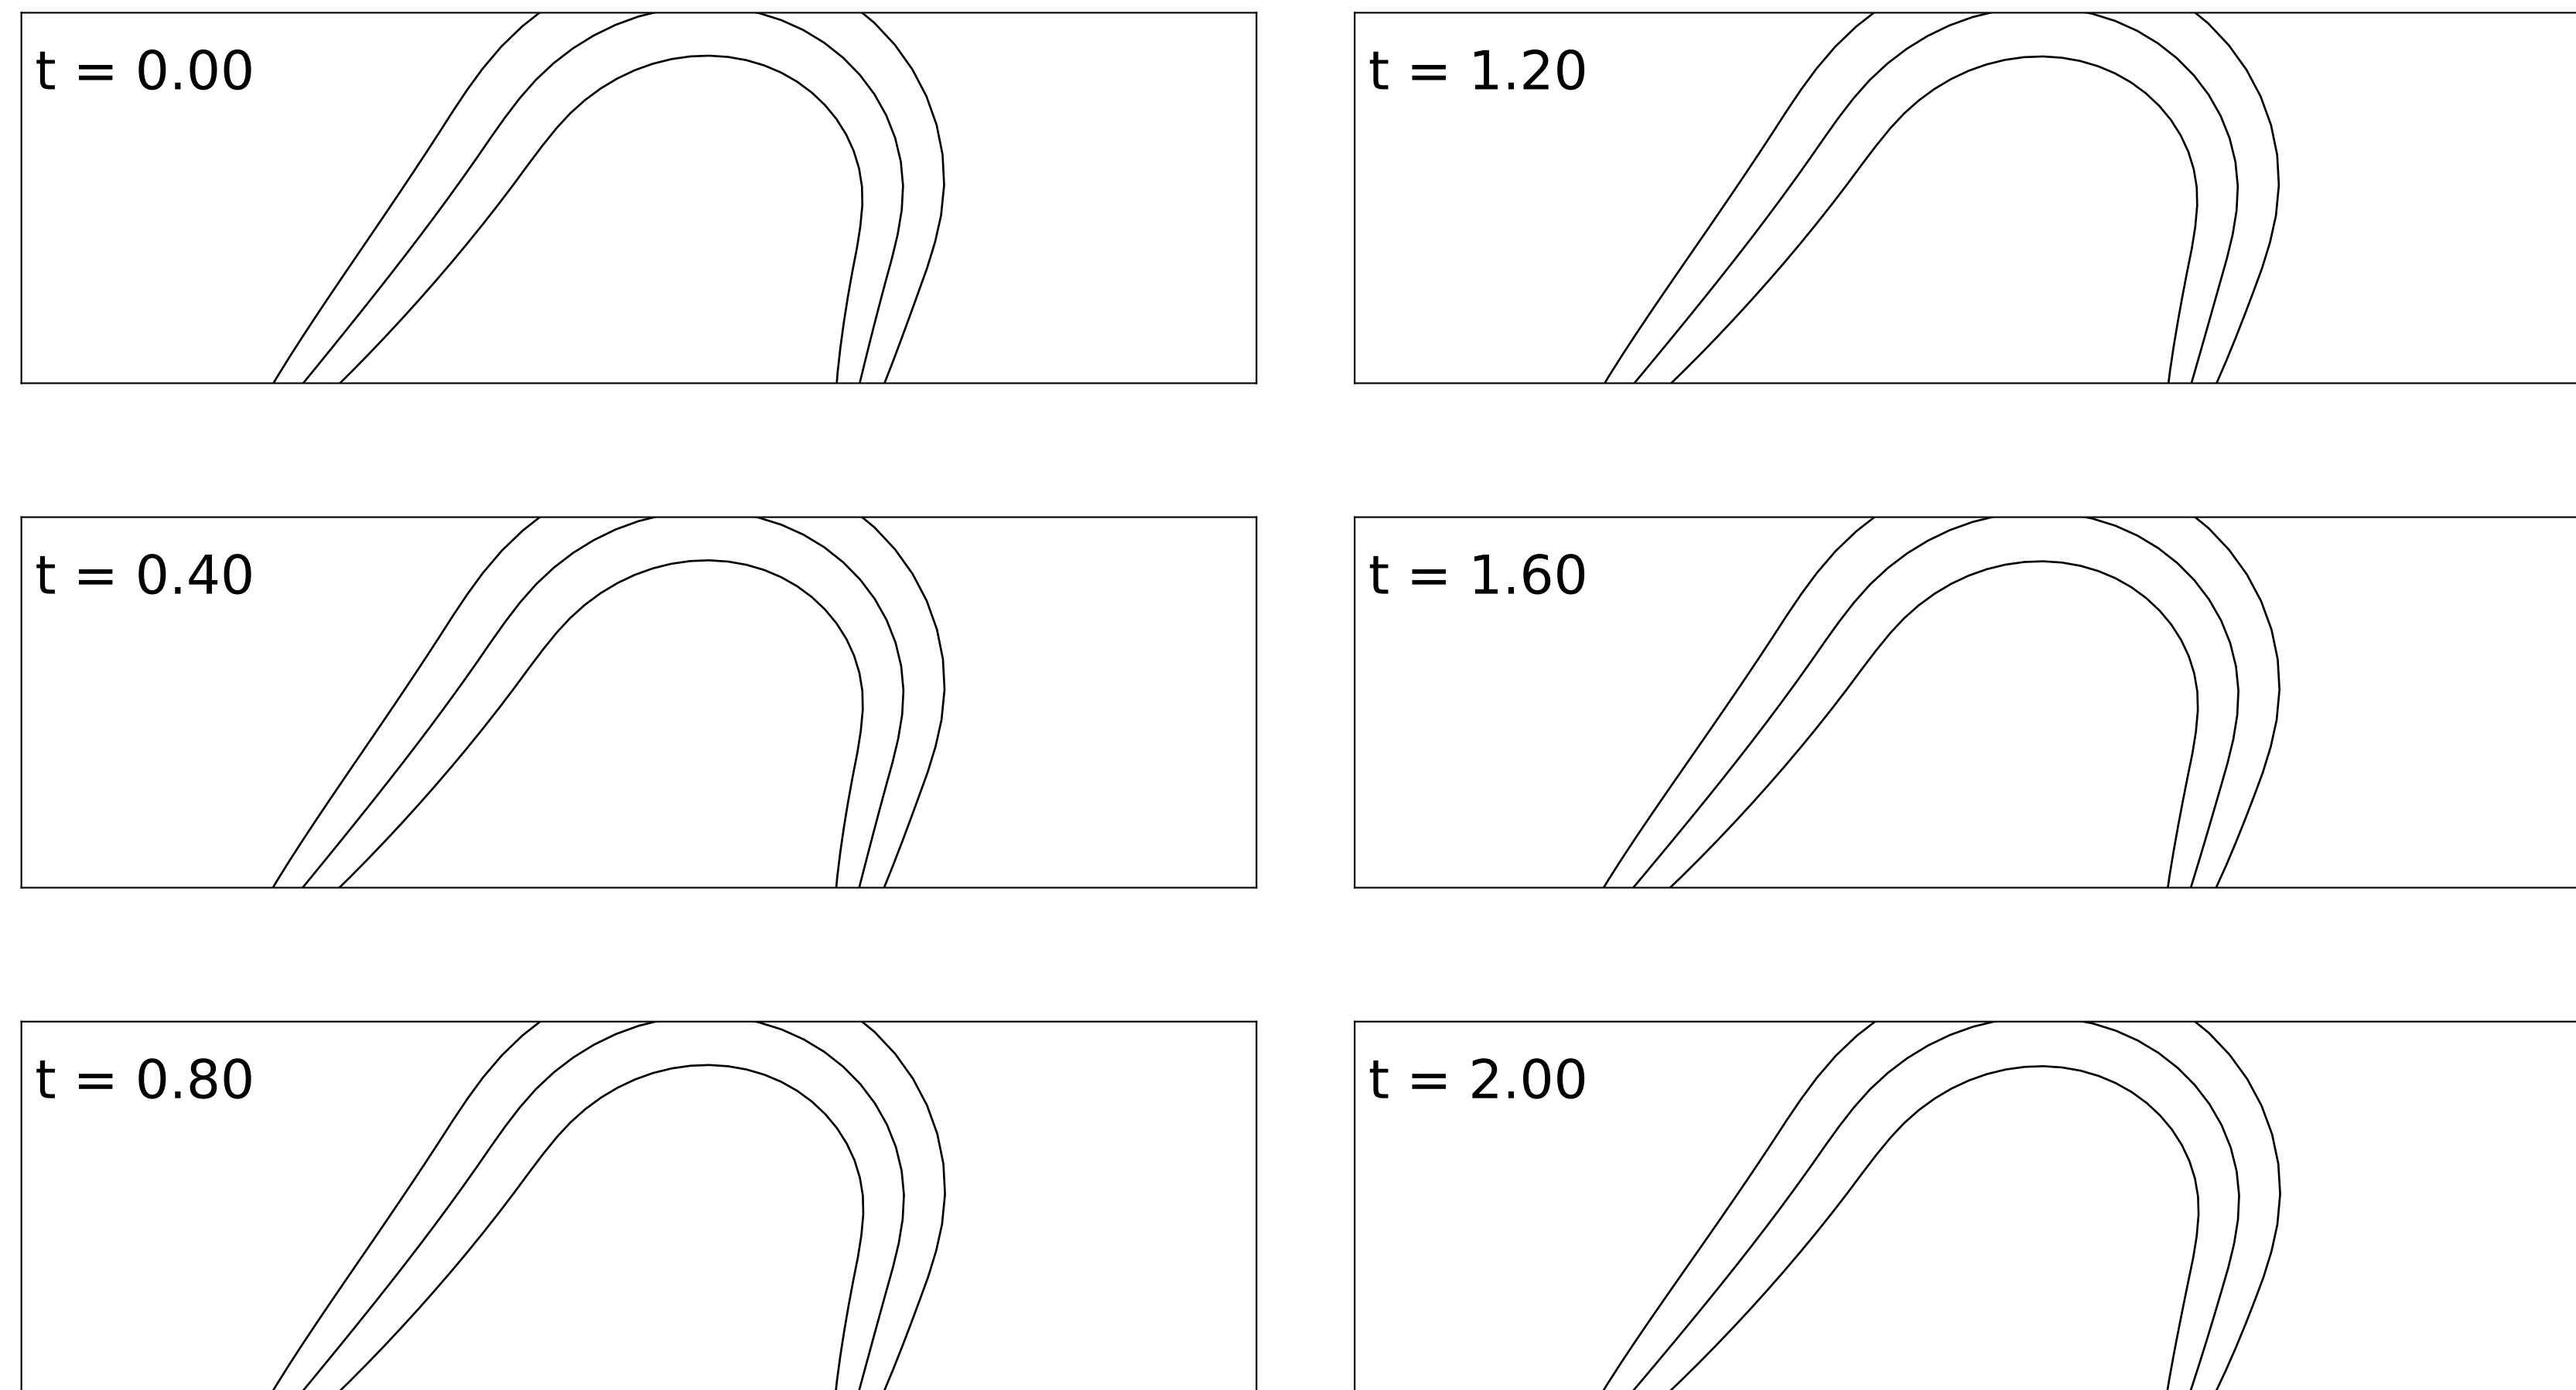 t = 0.00
t = 1.20
t = 0.40
t = 1.60
t = 0.80
t = 2.00